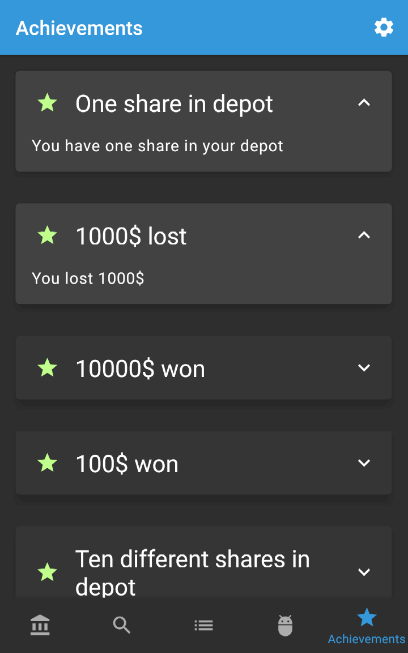 Achievements
One share in depot
You have one share in your depot
1000$ lost
You lost 1000$
10000$ won
100$ won
Ten different shares in
depot
Achievements